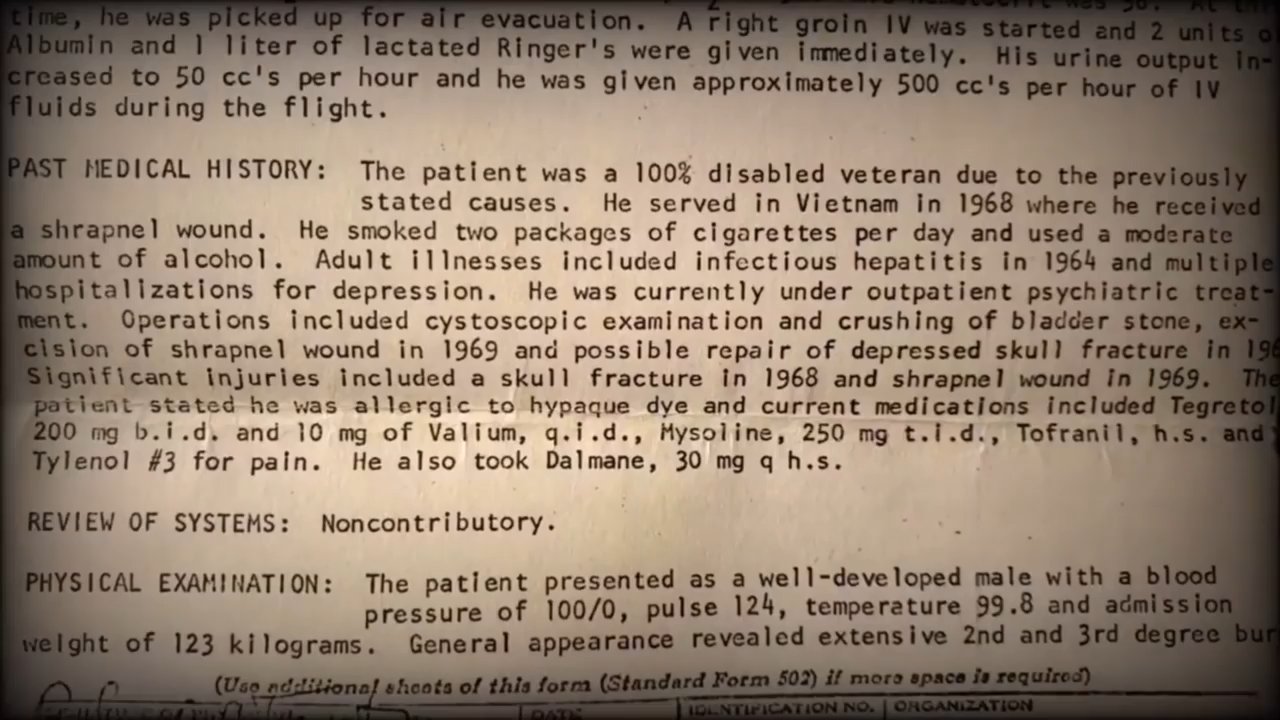 time, he was picked up for air evacuation. A right groin IV was started and 2 units
Albumin and 1 liter of lactated Ringer's were given immediately. His urine output in-
creased to 50 cc's per hour and he was given approximately 500 cc's per hour of IV
fluids during the flight.
PAST MEDICAL HISTORY: The patient was a 100% disabled veteran due to the previously
stated causes. He served in Vietnam in 1968 where he received
a shrapnel wound. He smoked two packages of cigarettes per day and used a moderate
amount of alcohol. Adult illnesses included infectious hepatitis in 1964 and multiple
hospitalizations for depression. He was currently under outpatient psychiatric treat-
ment. Operations included cystoscopic examination and crushing of bladder stone, ex-
cision of shrapnel wound in 1969 and possible repair of depressed skull fracture in
Significant injuries included a skull fracture in 1968 and shrapnel wound in 1969. The
patient stated he was allergic to hypaque dye and current medications included Tegretol
200 mg b.i.d. and 10 mg of Valium, q.i.d., Mysoline, 250 mg t.i.d., Tofranil, h.s. and
Tylenol #3 for pain. He also took Dalmane, 30 mg q h.s.
REVIEW OF SYSTEMS: Noncontributory.
PHYSICAL EXAMINATION: The patient presented as a well-developed male with a blood
pressure of 100/0, pulse 124, temperature 99.8 and admission
weight of 123 kilograms. General appearance revealed extensive 2nd and 3rd degree
(Use additional sheets of this form (Standard Form 502) if more space is required)
DATE IDENTIFICATION NO. ORGANIZATION